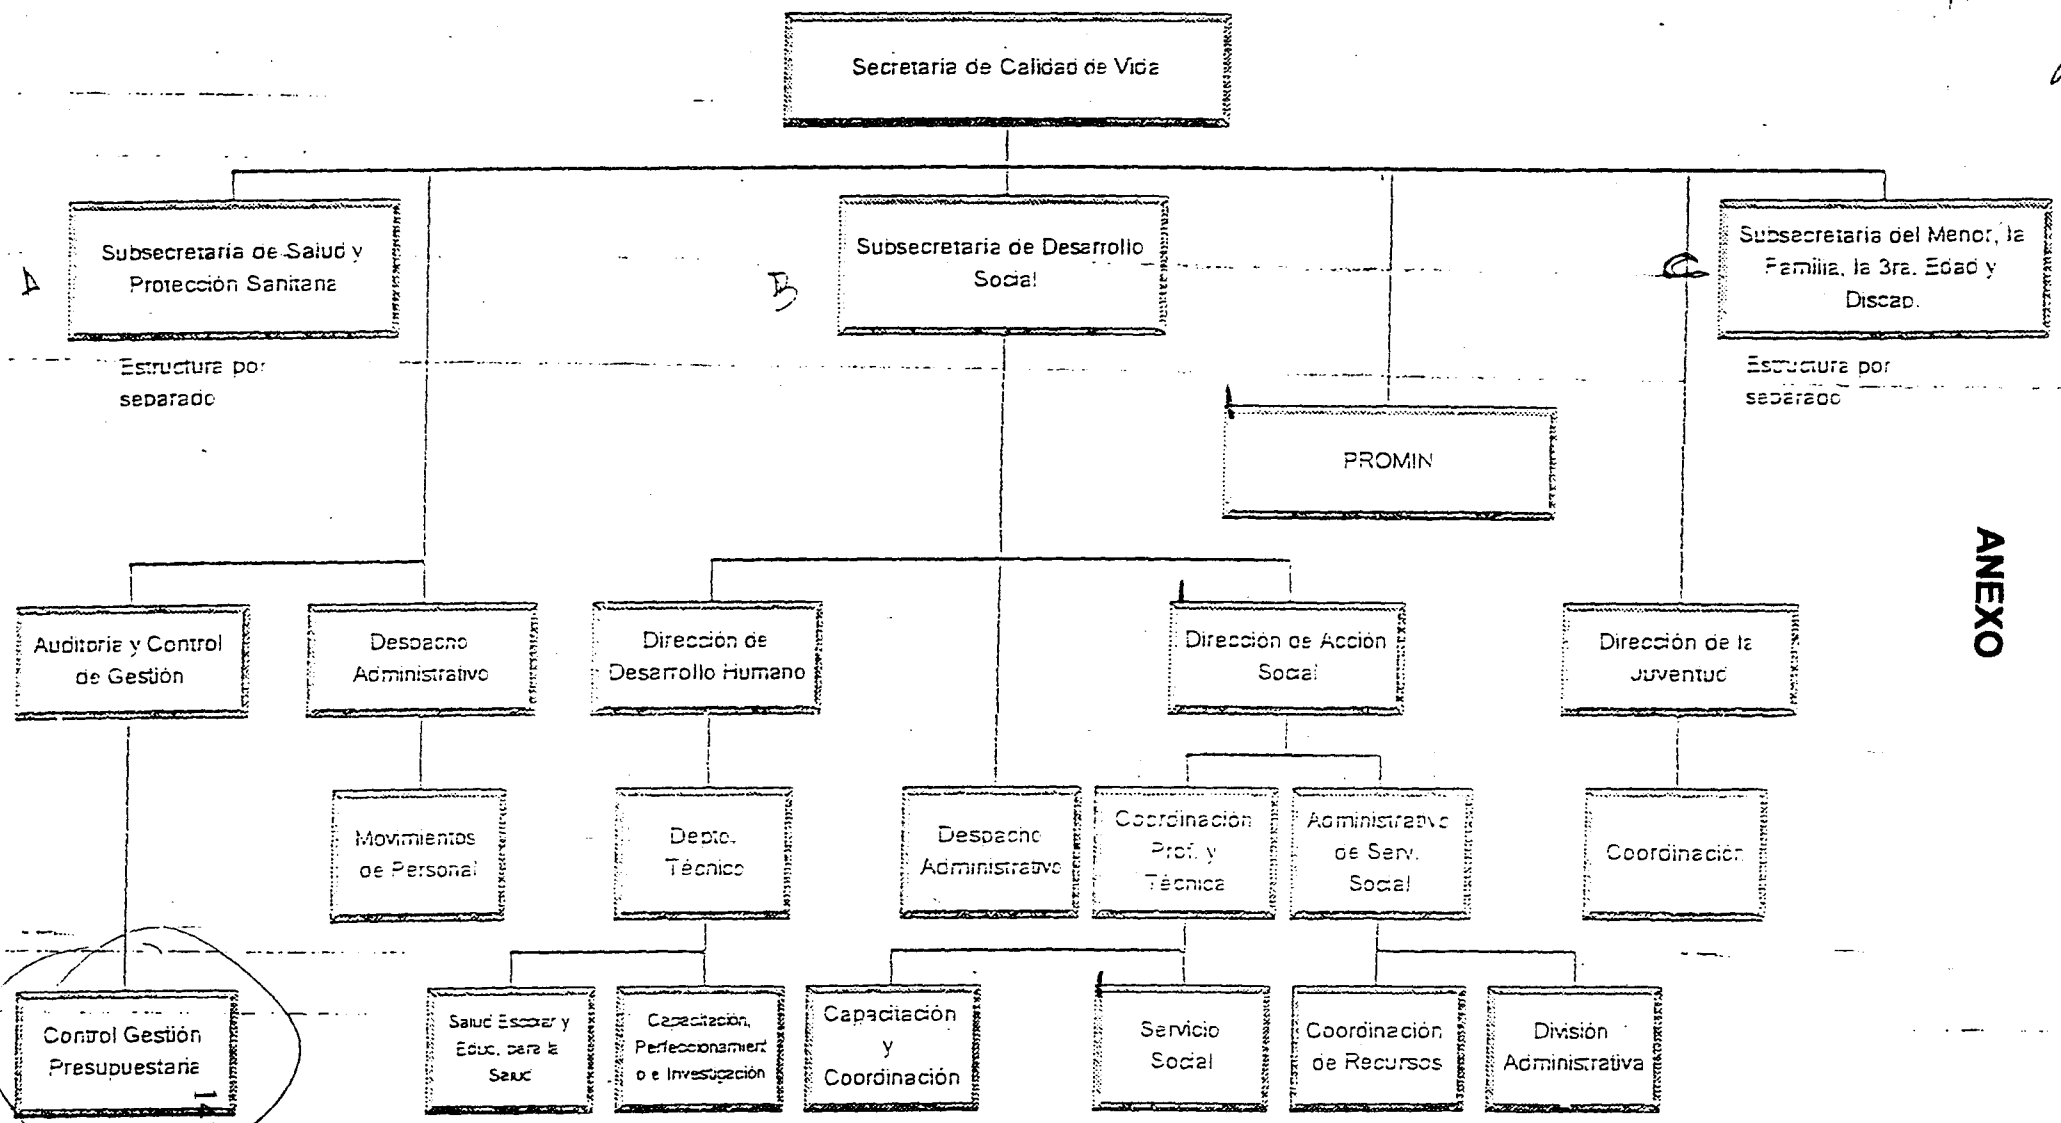 Secretaria de Calidad de Vida
Subsecretaría de Salud y
Protección Sanitaria
A
Estructura por
separado
Subsecretaria de Desarrollo
Social
B
Subsecretaria del Menor, la
Familia, la 3ra. Edad y
Discap.
C
Estructura por
separado
PROMIN
ANEXO
Auditoria y Control
de Gestión
Despacho
Administrativo
Dirección de
Desarrollo Humano
Dirección de Acción
Social
Dirección de la
Juventud
Movimientos
de Personal
Depto.
Técnico
Despacho
Administrativo
Coordinación
Prof. y
Técnica
Administrativo
de Serv.
Social
Coordinación
Control Gestión
Presupuestaria
14
Salud Escolar y
Educ. para la
Salud
Capacitación,
Perfeccionamient
o e Investigación
Capacitación
y
Coordinación
Servicio
Social
Coordinación
de Recursos
División
Administrativa